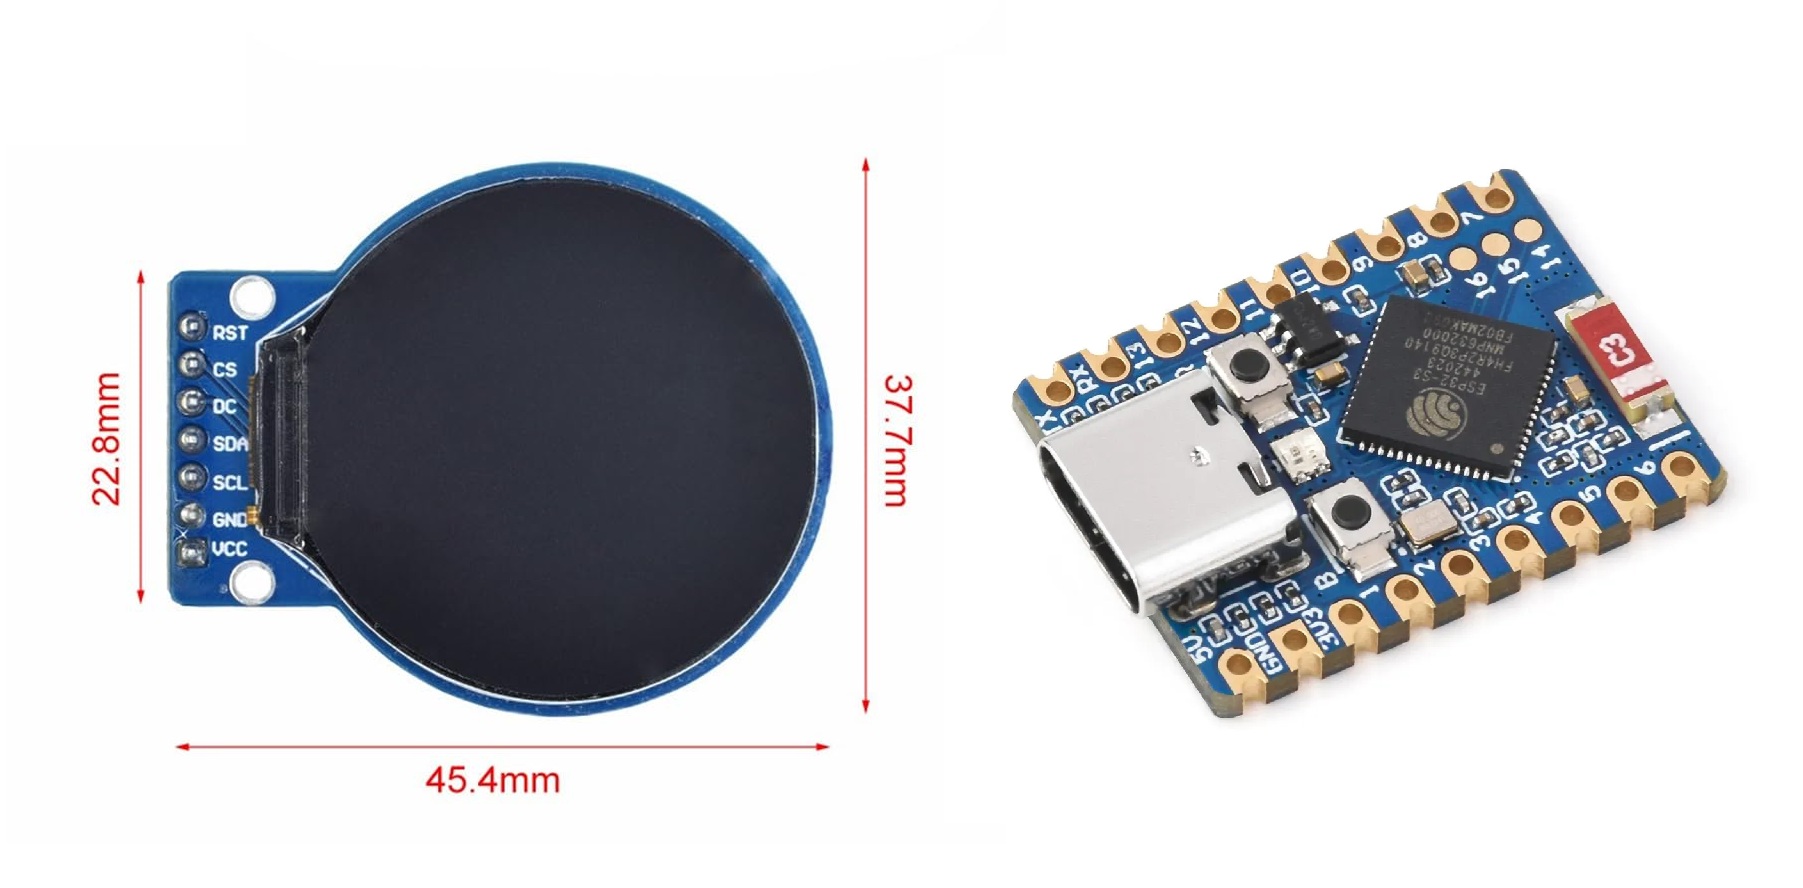 22.8mm
RST
CS
DC
SDA
SCL
GND
VCC
37.7mm
45.4mm
TX
RX
13
12
11
10
9
8
7
14
15
16
ESP32-S3
442023
C3
R
B
5V
GND
3V3
1
2
3
4
5
6